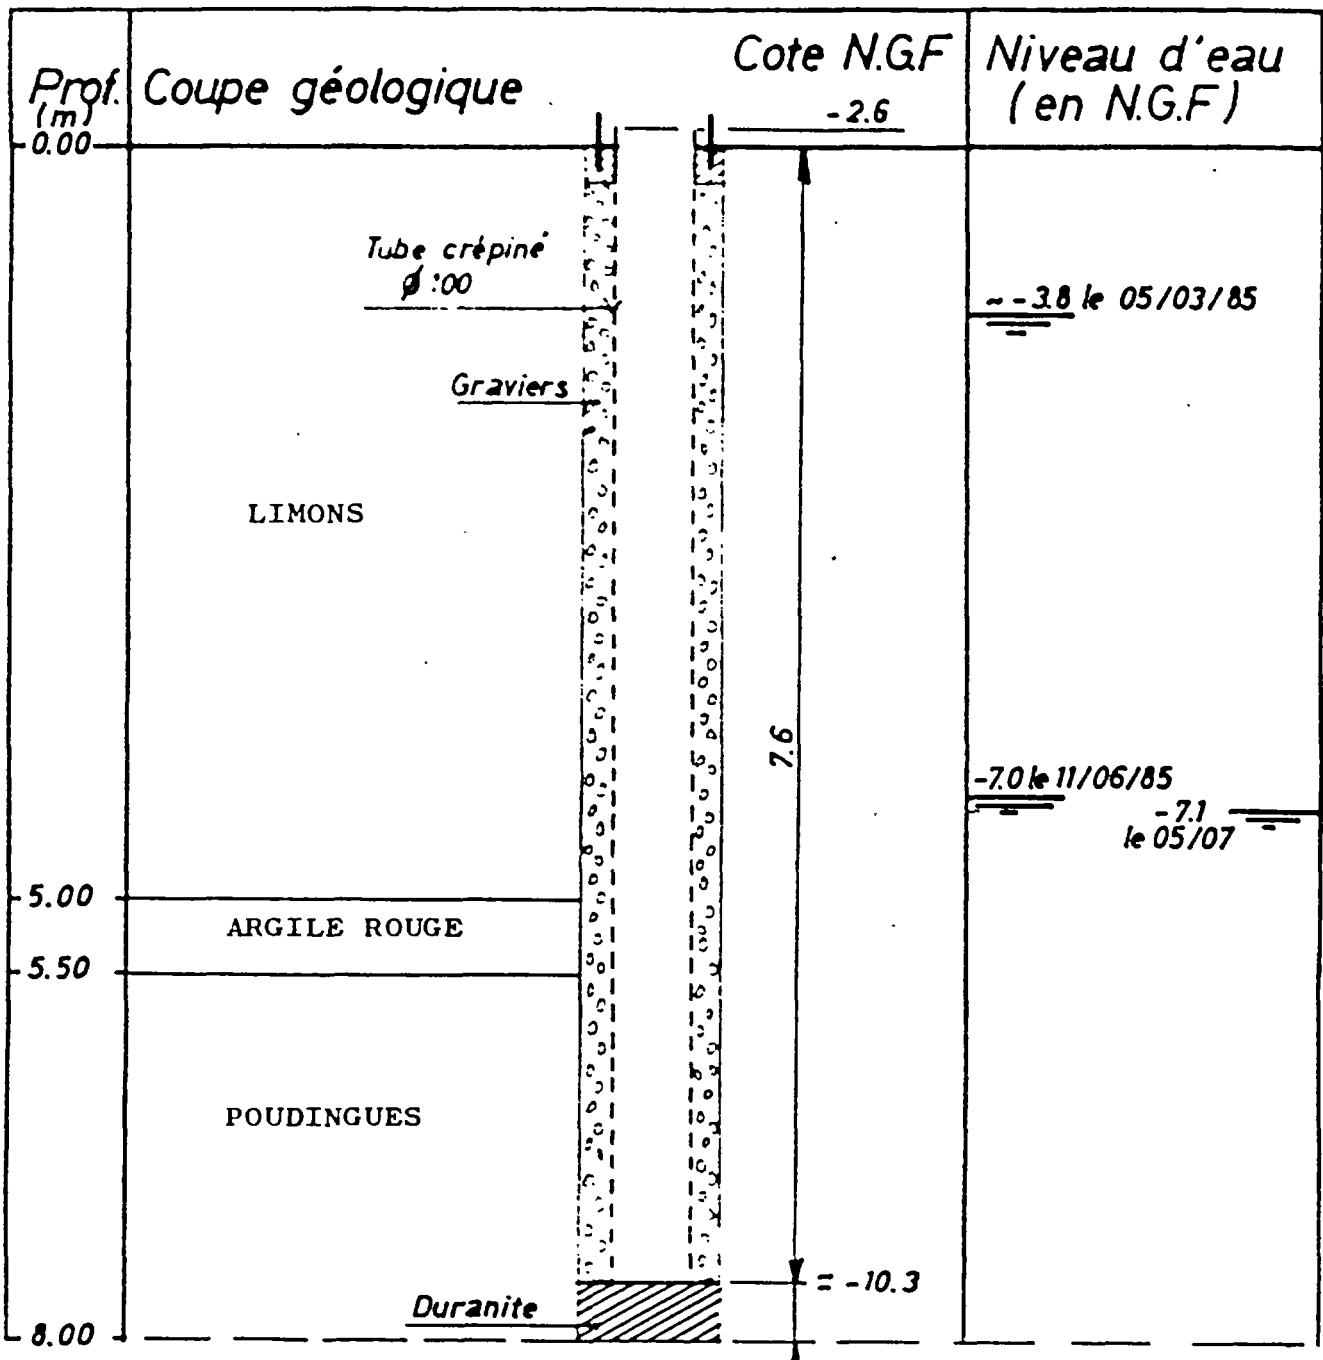 Prof.
(m)
Coupe géologique
Cote N.G.F
Niveau d'eau
(en N.G.F)
-2.6
0.00
Tube crépiné
Ø :00
~ -3.8 le 05/03/85
Graviers
LIMONS
7.6
-7.0 le 11/06/85
-7.1
le 05/07
5.00
ARGILE ROUGE
5.50
POUDINGUES
= -10.3
Duranite
8.00